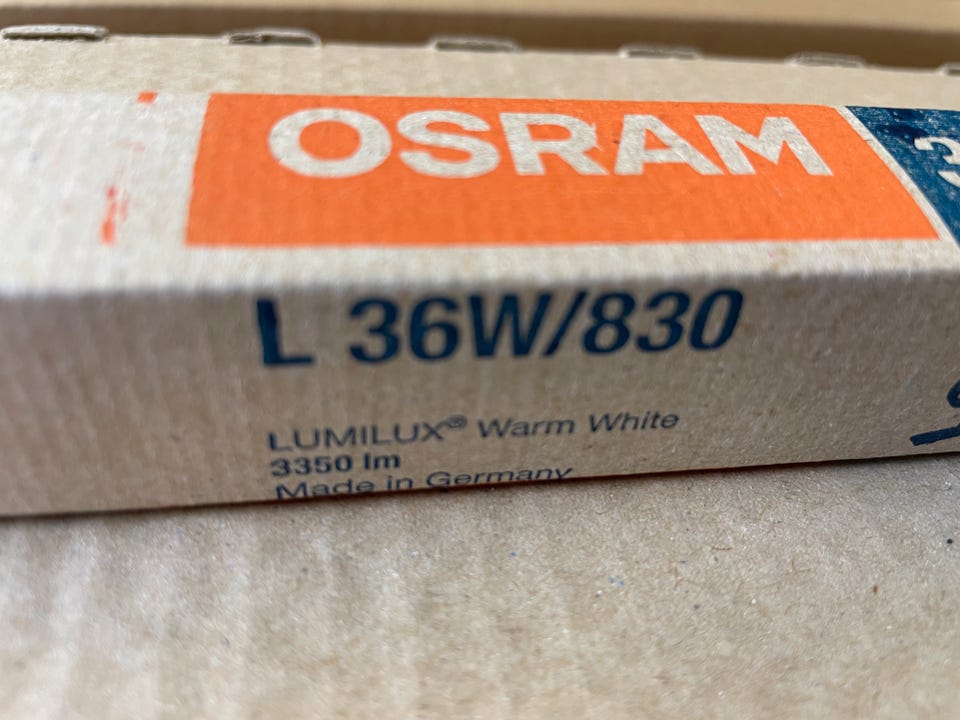 OSRAM
L 36W/830
LUMILUX® Warm White
3350 lm
Made in Germany